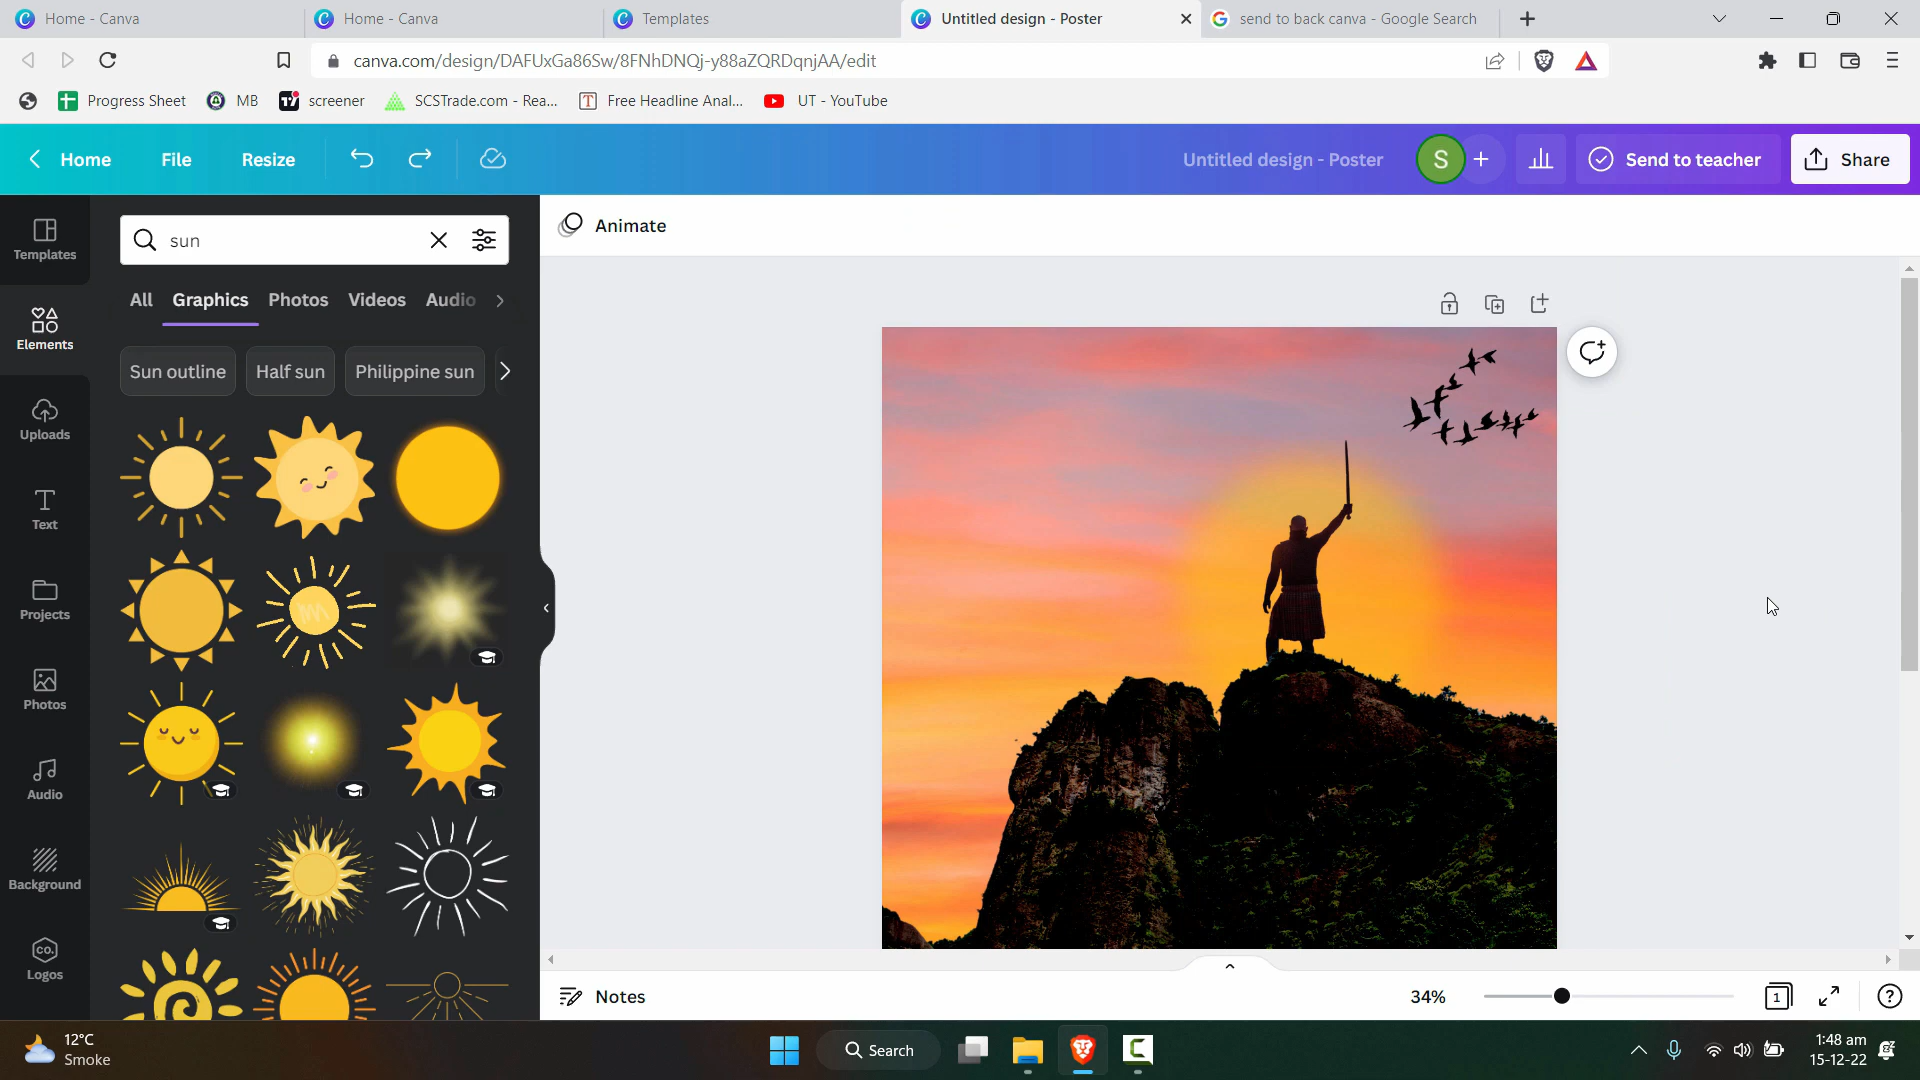 Home - Canva
Home - Canva
Templates
Untitled design - Poster
send to back canva - Google Search
canva.com/design/DAFUxGa86Sw/8FNhDNQj-y88aZQRDqnjAA/edit
Progress Sheet
MB
screener
SCSTrade.com - Rea...
Free Headline Anal...
UT - YouTube
Home
File
Resize
Untitled design - Poster
S
Send to teacher
Share
Templates
Elements
Uploads
Text
Projects
Photos
Audio
Background
CO.
Logos
sun
All
Graphics
Photos
Videos
Audio
Sun outline
Half sun
Philippine sun
Animate
Notes
34%
1
12°C
Smoke
Search
1:48 am
15-12-22